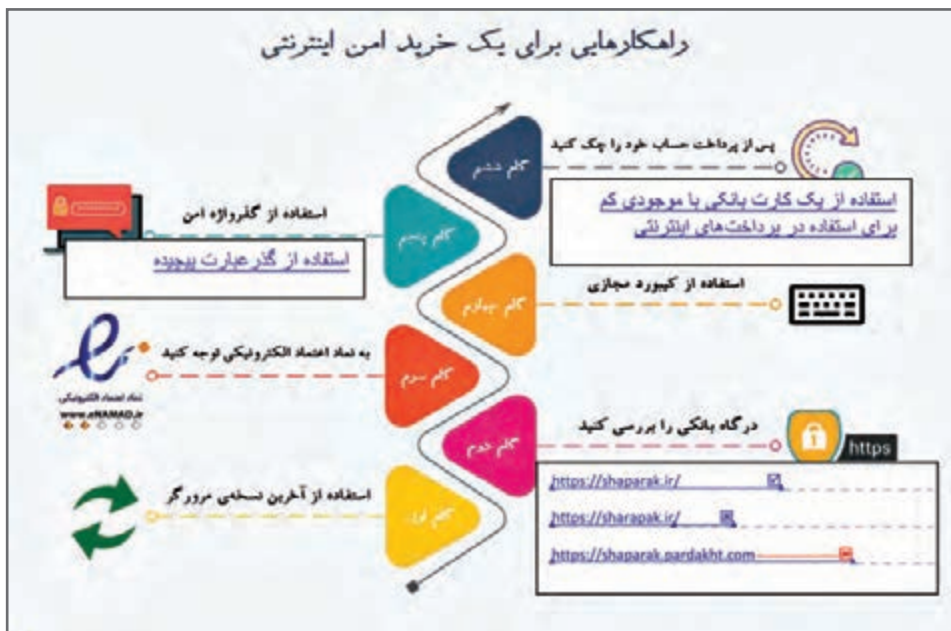 راهکارهایی برای یک خرید امن اینترنتی
گام ششم
پس از پرداخت حساب خود را چک کنید
استفاده از یک کارت بانکی با موجودی کم
برای استفاده در پرداخت‌های اینترنتی
گام پنجم
استفاده از گذرواژه امن
استفاده از گذرعبارت پیچیده
گام چهارم
استفاده از کیبورد مجازی
گام سوم
به نماد اعتماد الکترونیکی توجه کنید
نماد اعتماد الکترونیکی
www.eNAMAD.ir
گام دوم
درگاه بانکی را بررسی کنید
https
https://shaparak.ir/
https://sharapak.ir/
https://shaparak.pardakht.com
گام اول
استفاده از آخرین نسخه‌ی مرورگر